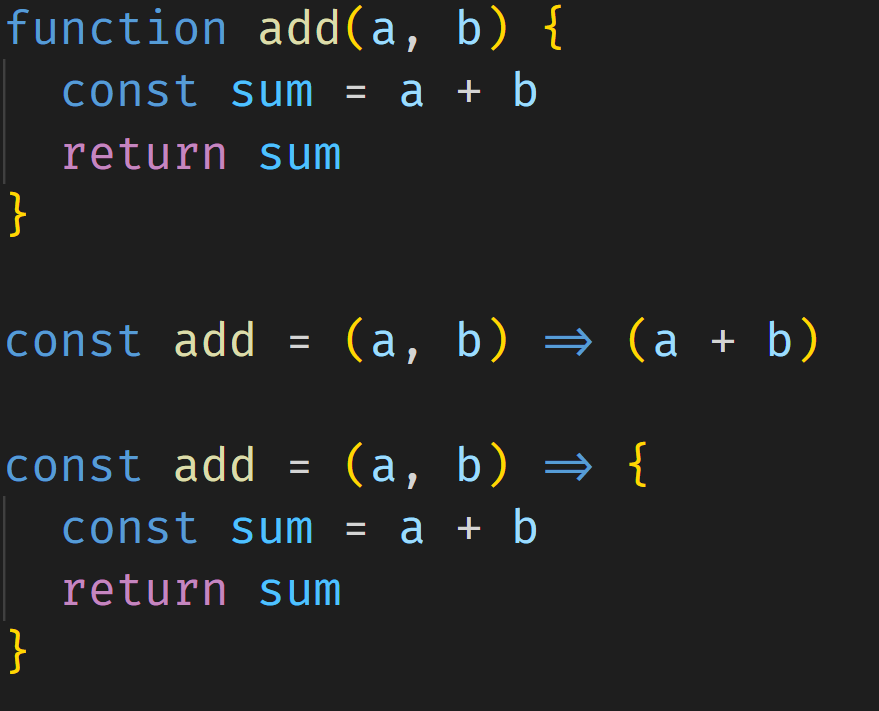 function add(a, b) {
  const sum = a + b
  return sum
}

const add = (a, b) => (a + b)

const add = (a, b) => {
  const sum = a + b
  return sum
}